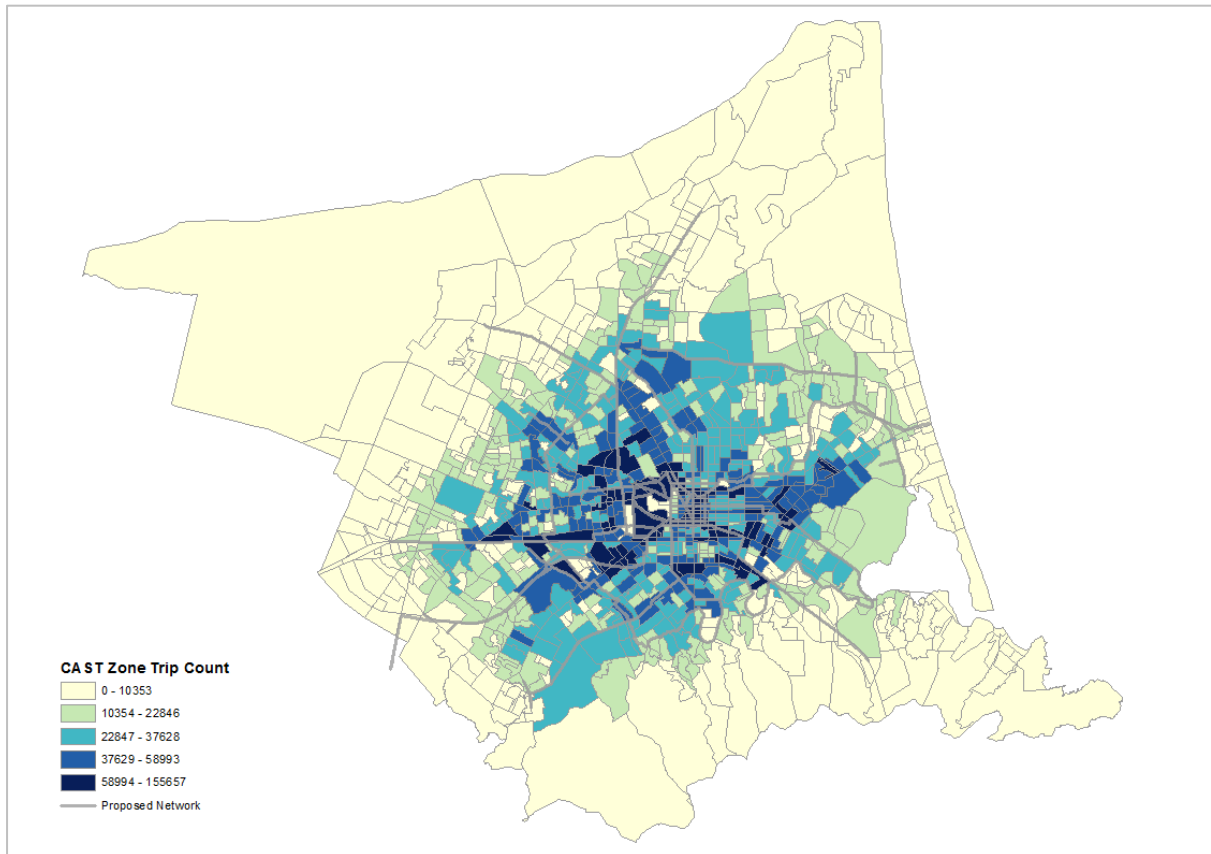 CAST Zone Trip Count
0 - 10353
10354 - 22846
22847 - 37628
37629 - 58993
58994 - 155657
Proposed Network